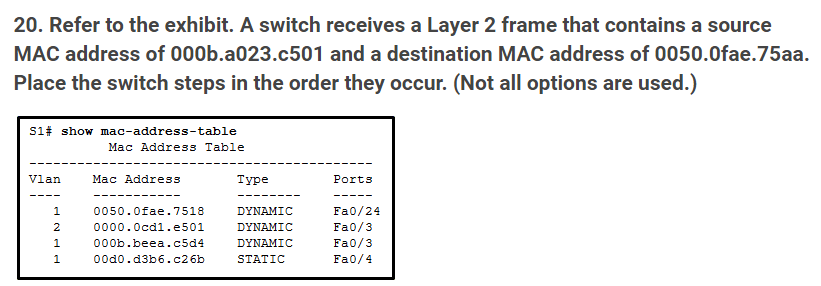 20. Refer to the exhibit. A switch receives a Layer 2 frame that contains a source
MAC address of 000b.a023.c501 and a destination MAC address of 0050.0fae.75aa.
Place the switch steps in the order they occur. (Not all options are used.)
S1# show mac-address-table
Mac Address Table
-------------------------------------------
Vlan Mac Address Type Ports
---- ----------- -------- -----
1 0050.0fae.7518 DYNAMIC Fa0/24
2 0000.0cd1.e501 DYNAMIC Fa0/3
1 000b.beea.c5d4 DYNAMIC Fa0/3
1 00d0.d3b6.c26b STATIC Fa0/4